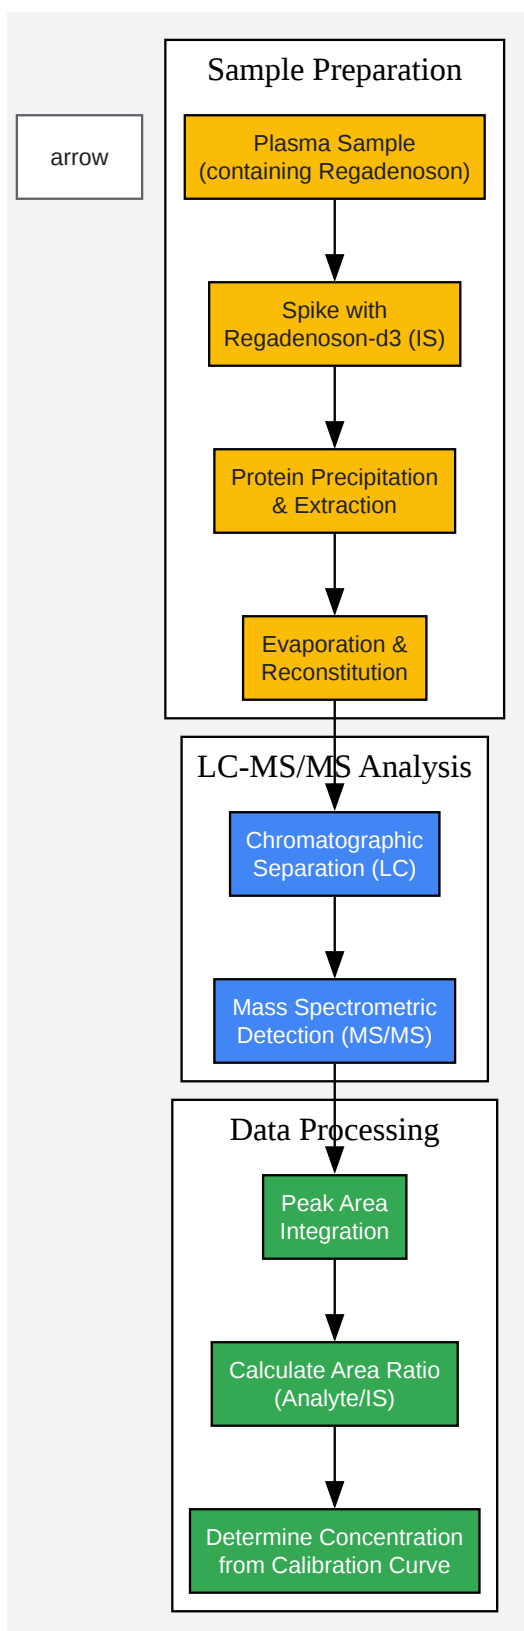 Sample Preparation
arrow
Plasma Sample
(containing Regadenoson)
Spike with
Regadenoson-d3 (IS)
Protein Precipitation
& Extraction
Evaporation &
Reconstitution
LC-MS/MS Analysis
Chromatographic
Separation (LC)
Mass Spectrometric
Detection (MS/MS)
Data Processing
Peak Area
Integration
Calculate Area Ratio
(Analyte/IS)
Determine Concentration
from Calibration Curve